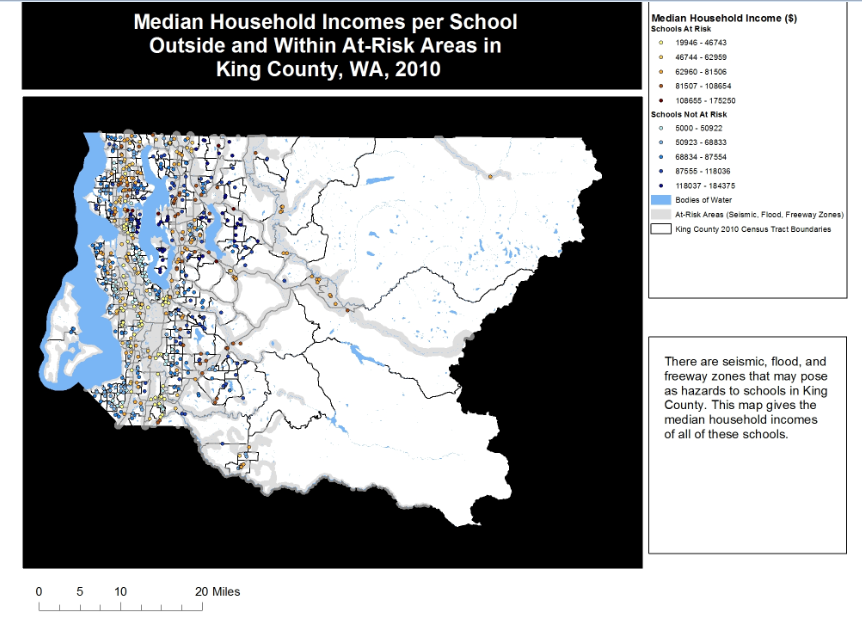 Median Household Incomes per School
Outside and Within At-Risk Areas in
King County, WA, 2010
Median Household Income ($)
Schools At Risk
19946 - 46743
46744 - 62959
62960 - 81506
81507 - 108654
108655 - 175250
Schools Not At Risk
5000 - 50922
50923 - 68833
68834 - 87554
87555 - 118036
118037 - 184375
Bodies of Water
At-Risk Areas (Seismic, Flood, Freeway Zones)
King County 2010 Census Tract Boundaries
There are seismic, flood, and
freeway zones that may pose
as hazards to schools in King
County. This map gives the
median household incomes
of all of these schools.
0 5 10 20 Miles